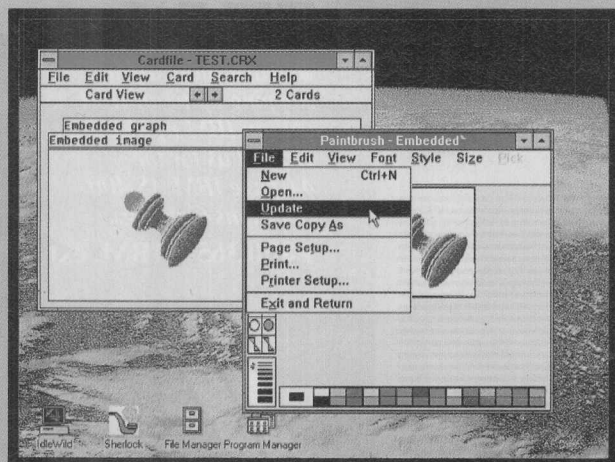 Cardfile - TEST.CRX
File Edit View Card Search Help
Card View 2 Cards
Embedded graph
Embedded image
Paintbrush - Embedded
File Edit View Font Style Size Pick
New Ctrl+N
Open...
Update
Save Copy As
Page Setup...
Print...
Printer Setup...
Exit and Return
IdleWild Sherlock File Manager Program Manager